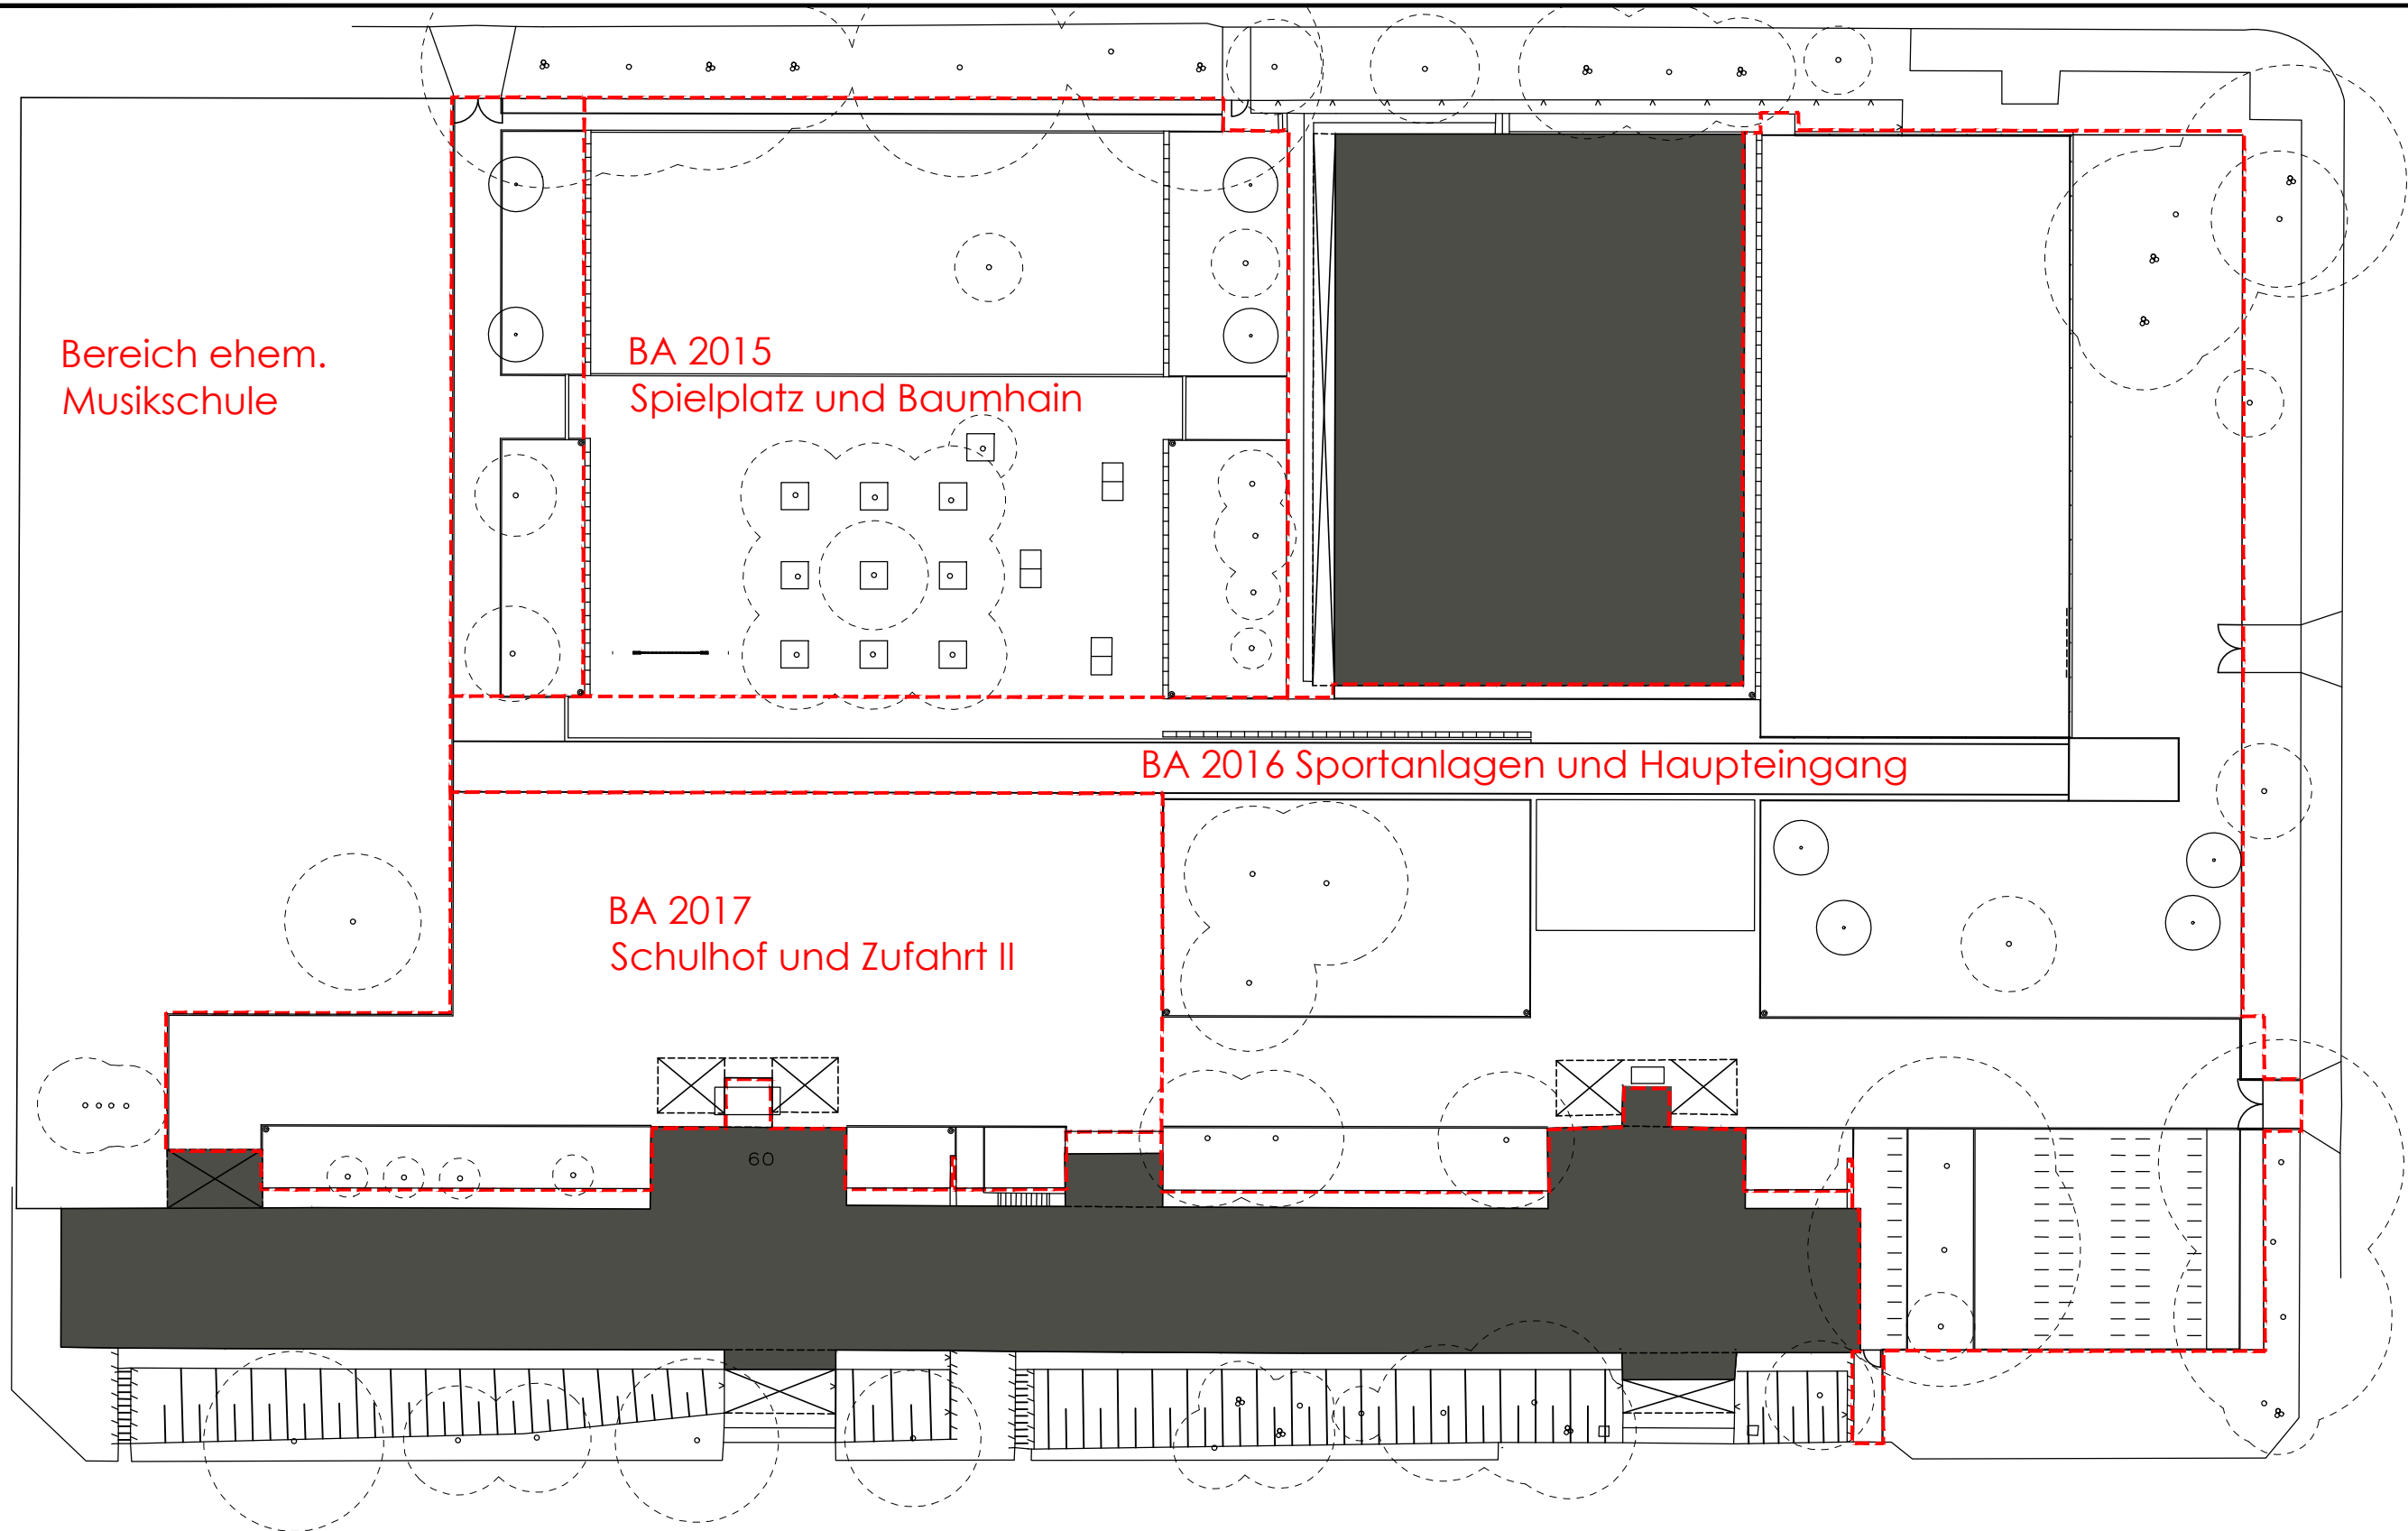 Bereich ehem.
Musikschule
BA 2015
Spielplatz und Baumhain
BA 2016 Sportanlagen und Haupteingang
BA 2017
Schulhof und Zufahrt II
60